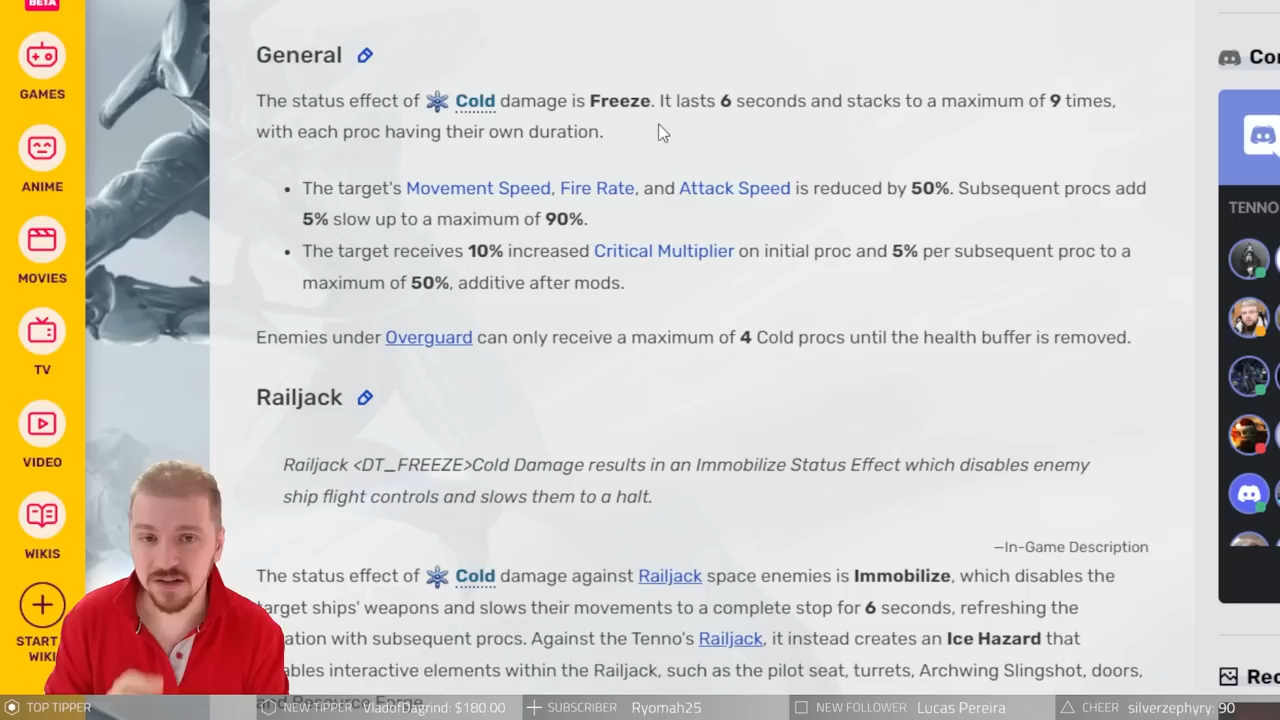 BETA
GAMES
ANIME
MOVIES
TV
VIDEO
WIKIS
START
WIKI
General
The status effect of Cold damage is Freeze. It lasts 6 seconds and stacks to a maximum of 9 times,
with each proc having their own duration.
• The target's Movement Speed, Fire Rate, and Attack Speed is reduced by 50%. Subsequent procs add
5% slow up to a maximum of 90%.
• The target receives 10% increased Critical Multiplier on initial proc and 5% per subsequent proc to a
maximum of 50%, additive after mods.
Enemies under Overguard can only receive a maximum of 4 Cold procs until the health buffer is removed.
Railjack
Railjack <DT_FREEZE>Cold Damage results in an Immobilize Status Effect which disables enemy
ship flight controls and slows them to a halt.
—In-Game Description
The status effect of Cold damage against Railjack space enemies is Immobilize, which disables the
target ships' weapons and slows their movements to a complete stop for 6 seconds, refreshing the
ation with subsequent procs. Against the Tenno's Railjack, it instead creates an Ice Hazard that
ables interactive elements within the Railjack, such as the pilot seat, turrets, Archwing Slingshot, doors,
and Resource Forge.
Co
TENNO
Rec
TOP TIPPER
NEW TIPPER VladofDagrind: $180.00
SUBSCRIBER Ryomah25
NEW FOLLOWER Lucas Pereira
CHEER silverzephyry: 90